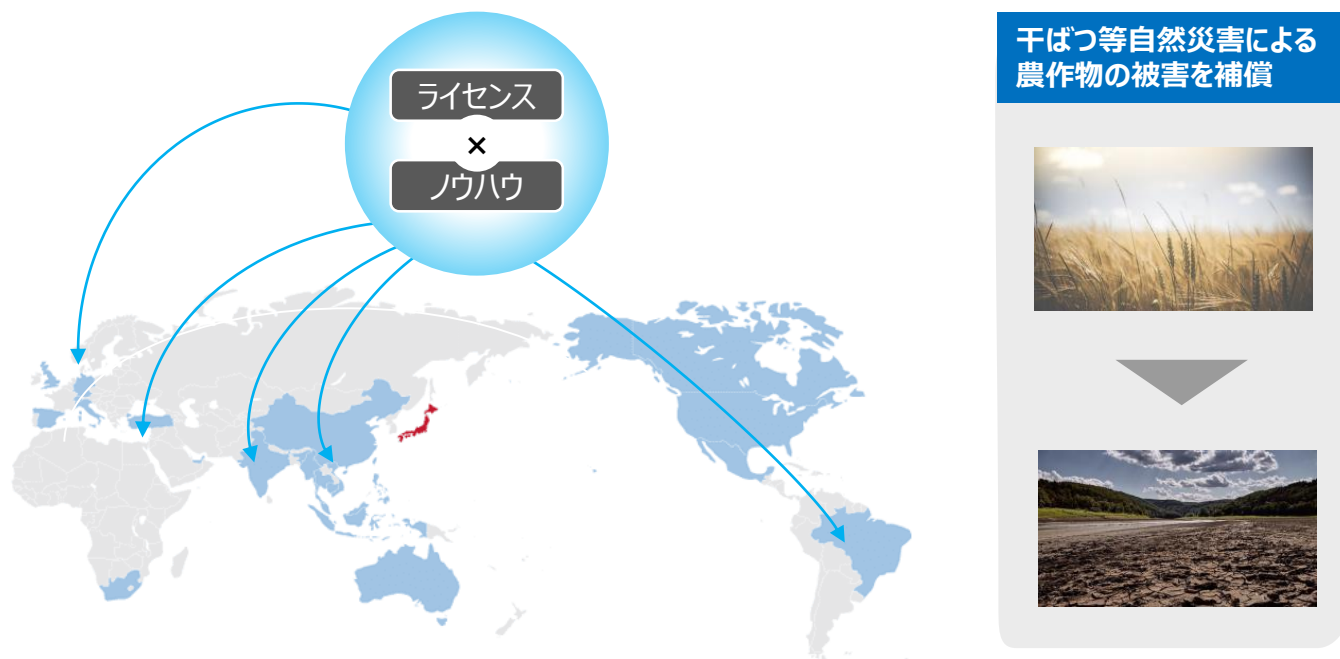 ライセンス
×
ノウハウ
干ばつ等自然災害による
農作物の被害を補償